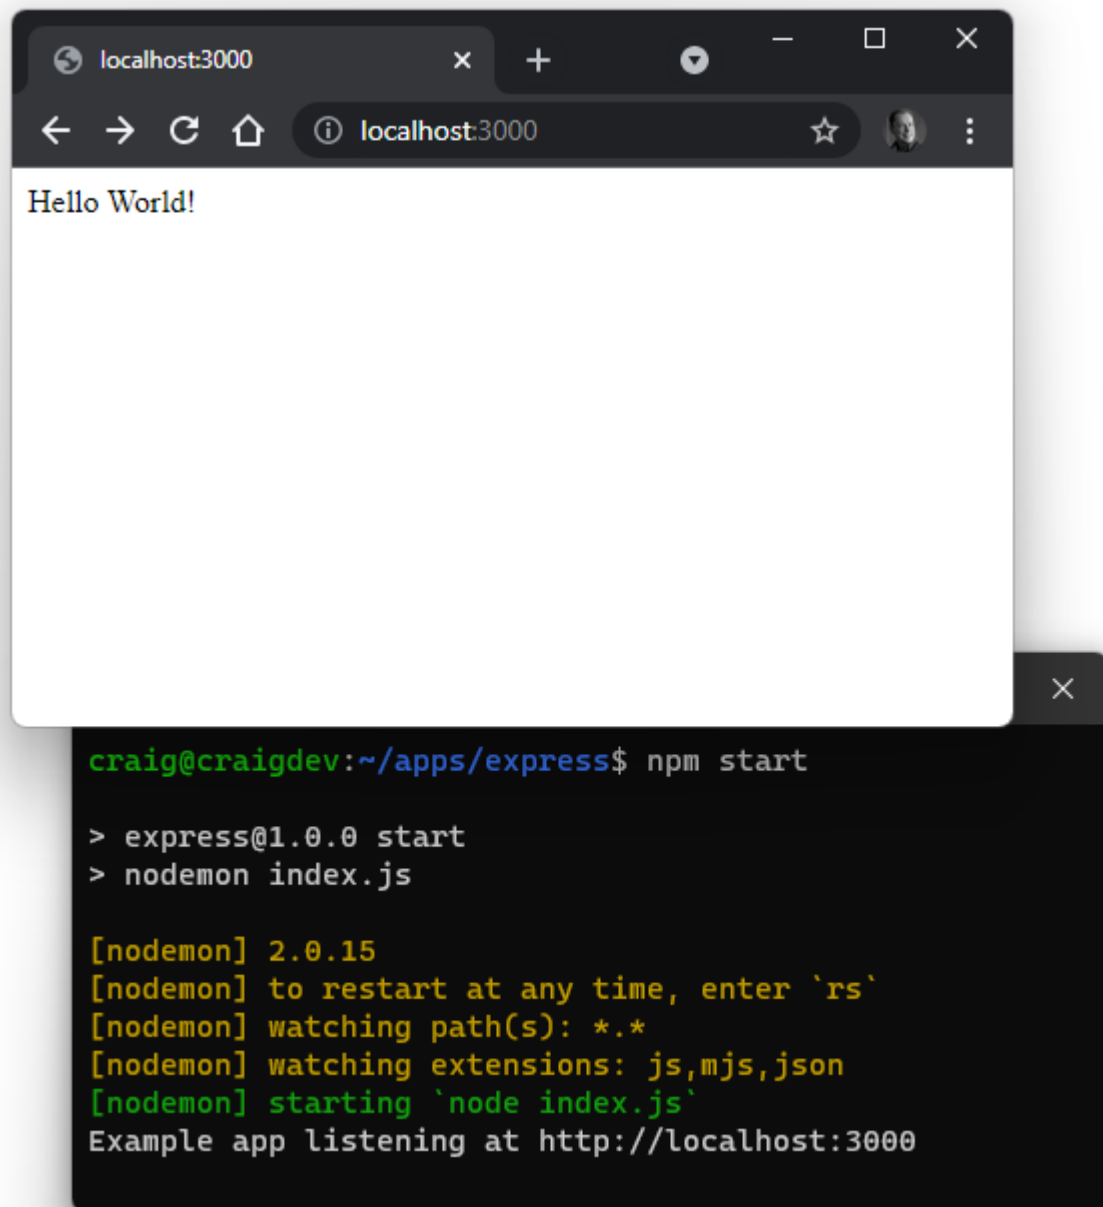 localhost:3000
localhost:3000
Hello World!
craig@craigdev:~/apps/express$ npm start
> express@1.0.0 start
> nodemon index.js
[nodemon] 2.0.15
[nodemon] to restart at any time, enter `rs`
[nodemon] watching path(s): *.*
[nodemon] watching extensions: js,mjs,json
[nodemon] starting `node index.js`
Example app listening at http://localhost:3000